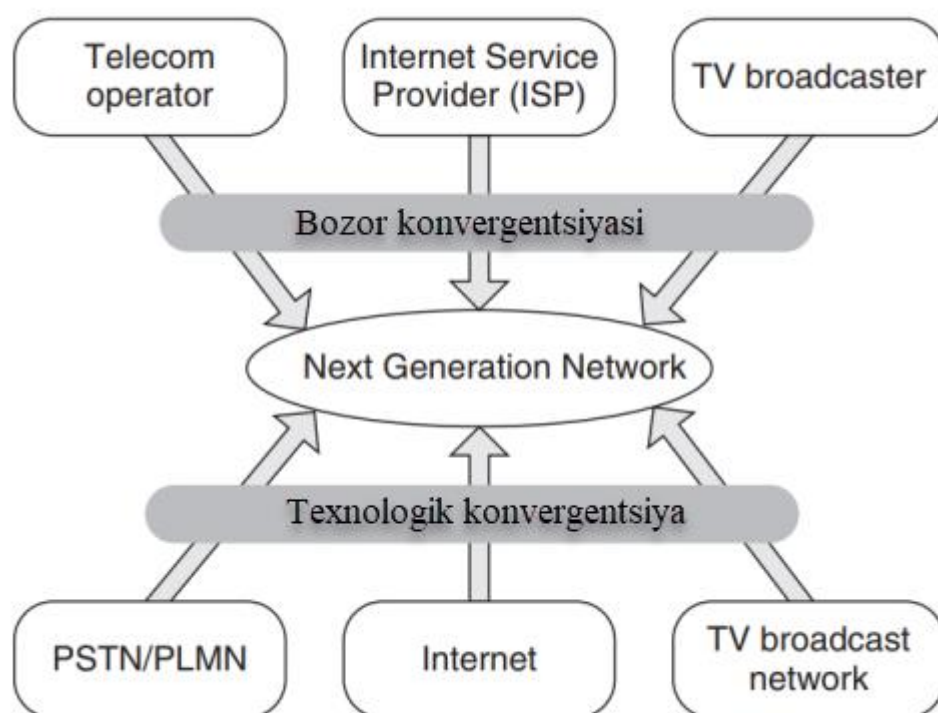 Telecom
operator
Internet Service
Provider (ISP)
TV broadcaster
Bozor konvergentsiyasi
Next Generation Network
Texnologik konvergentsiya
PSTN/PLMN
Internet
TV broadcast
network